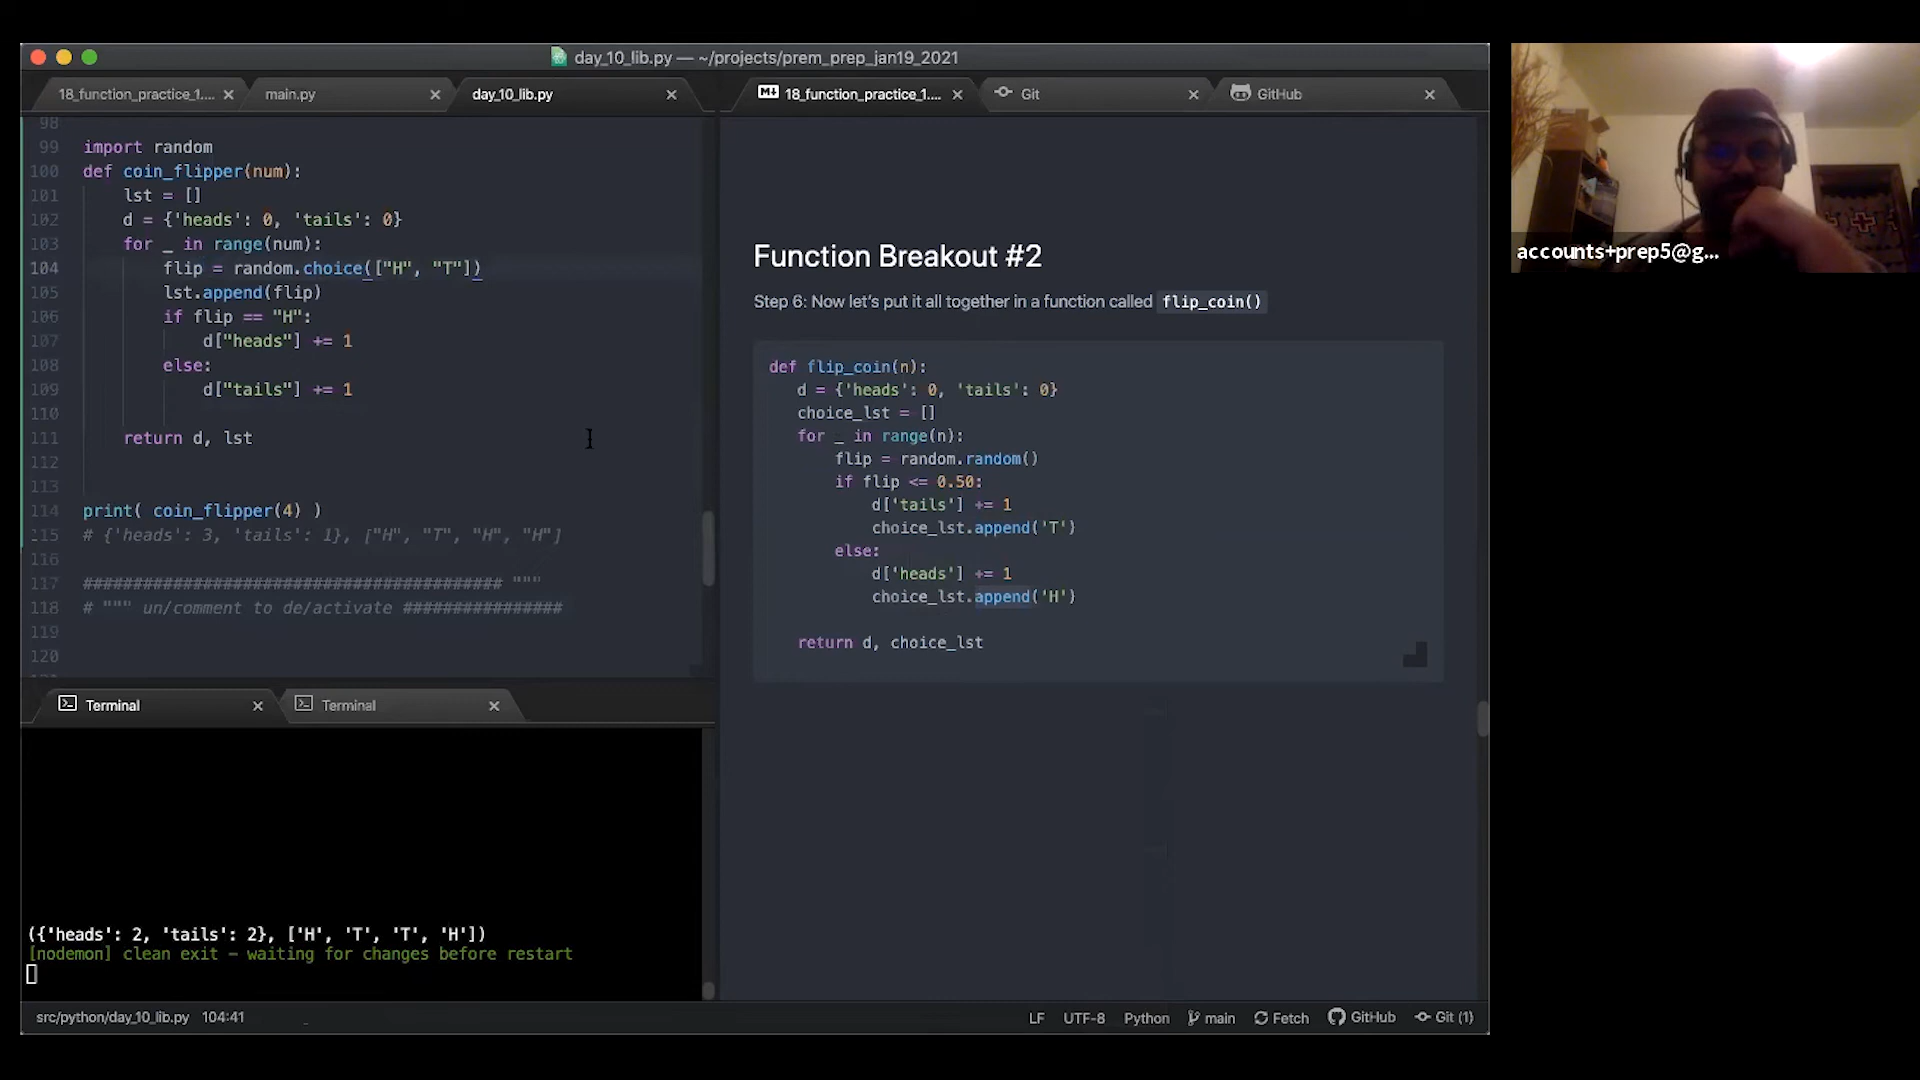 day_10_lib.py — ~/projects/prem_prep_jan19_2021
18_function_practice_1....
main.py
day_10_lib.py
18_function_practice_1....
Git
GitHub
98
99 import random
100 def coin_flipper(num):
101 lst = []
102 d = {'heads': 0, 'tails': 0}
103 for _ in range(num):
104 flip = random.choice(["H", "T"])
105 lst.append(flip)
106 if flip == "H":
107 d["heads"] += 1
108 else:
109 d["tails"] += 1
110
111 return d, lst
112
113
114 print( coin_flipper(4) )
115 # {'heads': 3, 'tails': 1}, ["H", "T", "H", "H"]
116
117 ########################################## """
118 # """ un/comment to de/activate ################
119
120
Function Breakout #2
Step 6: Now let's put it all together in a function called flip_coin()
def flip_coin(n):
d = {'heads': 0, 'tails': 0}
choice_lst = []
for _ in range(n):
flip = random.random()
if flip <= 0.50:
d['tails'] += 1
choice_lst.append('T')
else:
d['heads'] += 1
choice_lst.append('H')
return d, choice_lst
Terminal
Terminal
({'heads': 2, 'tails': 2}, ['H', 'T', 'T', 'H'])
[nodemon] clean exit - waiting for changes before restart
src/python/day_10_lib.py 104:41
LF UTF-8 Python main Fetch GitHub Git (1)
accounts+prep5@g...